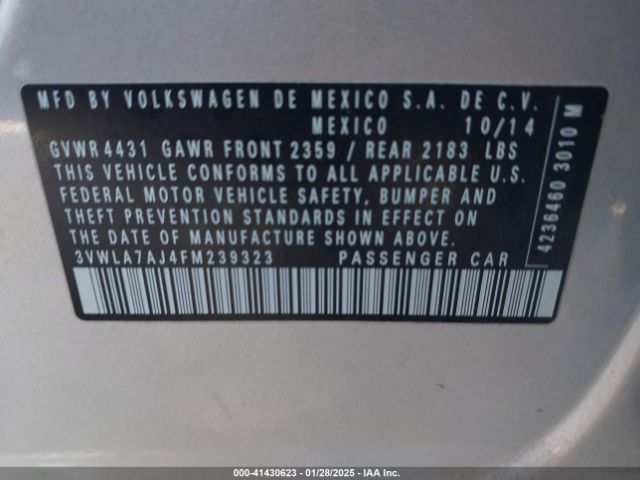 MFD BY VOLKSWAGEN DE MEXICO S.A. DE C.V.
MEXICO 10/14
GVWR 4431 GAWR FRONT 2359 / REAR 2183 LBS
THIS VEHICLE CONFORMS TO ALL APPLICABLE U.S.
FEDERAL MOTOR VEHICLE SAFETY, BUMPER AND
THEFT PREVENTION STANDARDS IN EFFECT ON
THE DATE OF MANUFACTURE SHOWN ABOVE.
3VWLA7AJ4FM239323 PASSENGER CAR
4236460 3010 M
000-41430623 - 01/28/2025 - IAA Inc.